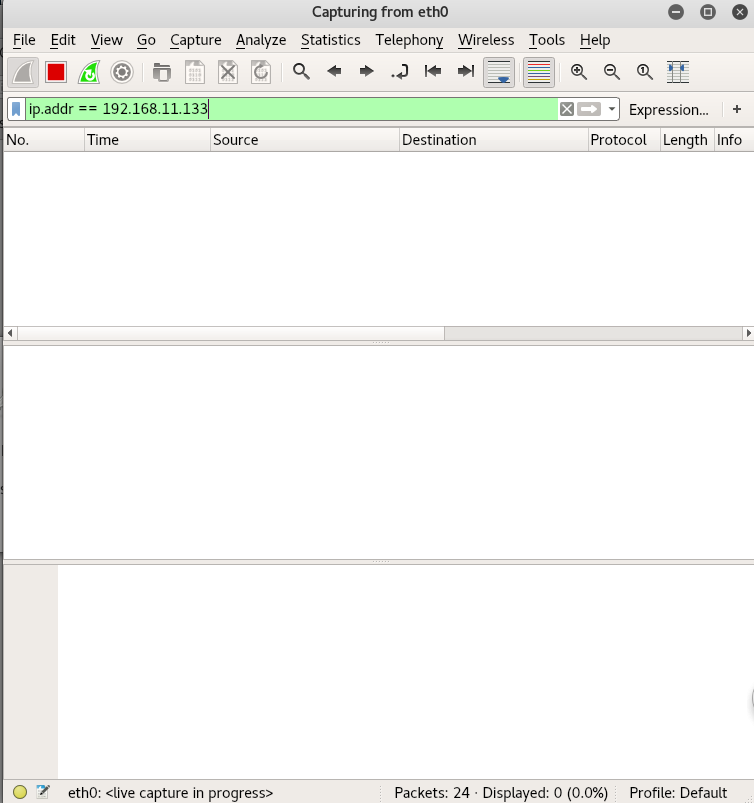 Capturing from eth0
File Edit View Go Capture Analyze Statistics Telephony Wireless Tools Help
ip.addr == 192.168.11.133 Expression... +
No. Time Source Destination Protocol Length Info
eth0: <live capture in progress> Packets: 24 · Displayed: 0 (0.0%) Profile: Default